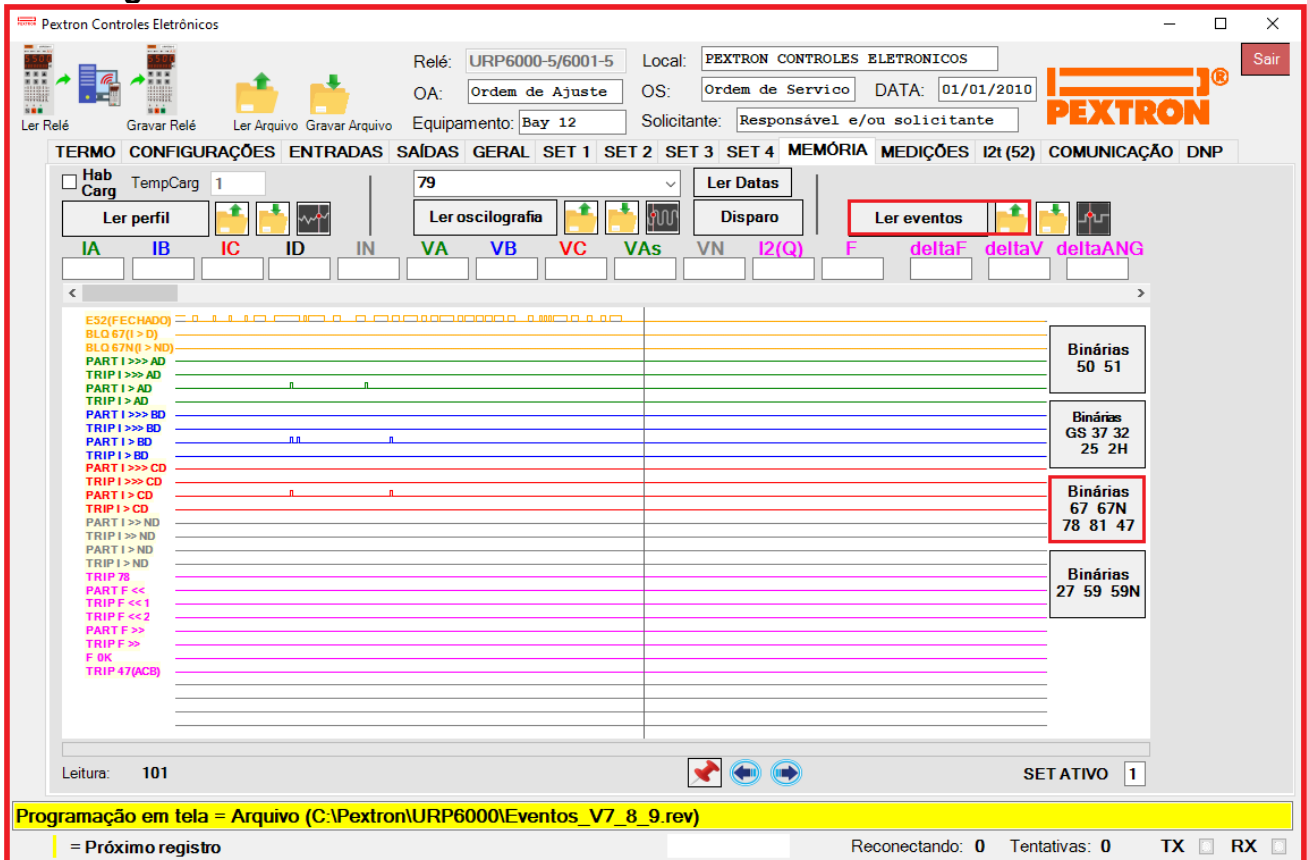 Pextron Controles Eletrônicos
Relé: URP6000-5/6001-5 Local: PEXTRON CONTROLES ELETRONICOS Sair
OA: Ordem de Ajuste OS: Ordem de Servico DATA: 01/01/2010
Equipamento: Bay 12 Solicitante: Responsável e/ou solicitante
PEXTRON®
Ler Relé Gravar Relé Ler Arquivo Gravar Arquivo
TERMO CONFIGURAÇÕES ENTRADAS SAÍDAS GERAL SET 1 SET 2 SET 3 SET 4 MEMÓRIA MEDIÇÕES I2t (52) COMUNICAÇÃO DNP
Hab Carg TempCarg 1 79 Ler Datas
Ler perfil Ler oscilografia Disparo Ler eventos
IA IB IC ID IN VA VB VC VAs VN I2(Q) F deltaF deltaV deltaANG
E52(FECHADO)
BLQ 67(I > D)
BLQ 67N(I > ND)
PART I >>> AD
TRIP I >>> AD
PART I > AD
TRIP I > AD
PART I >>> BD
TRIP I >>> BD
PART I > BD
TRIP I > BD
PART I >>> CD
TRIP I >>> CD
PART I > CD
TRIP I > CD
PART I >> ND
TRIP I >> ND
PART I > ND
TRIP I > ND
TRIP 78
PART F <<
TRIP F << 1
TRIP F << 2
PART F >>
TRIP F >>
F OK
TRIP 47(ACB)
Binárias
50 51
Binárias
GS 37 32
25 2H
Binárias
67 67N
78 81 47
Binárias
27 59 59N
Leitura: 101 SET ATIVO 1
Programação em tela = Arquivo (C:\Pextron\URP6000\Eventos_V7_8_9.rev)
= Próximo registro Reconectando: 0 Tentativas: 0 TX RX